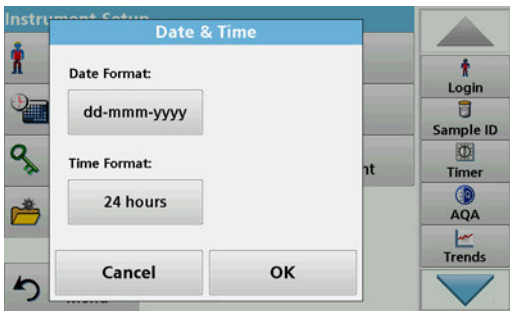 Instrument Setup
Date & Time
Date Format:
dd-mmm-yyyy
Time Format:
24 hours
Cancel
OK
Menu
Login
Sample ID
Timer
AQA
Trends